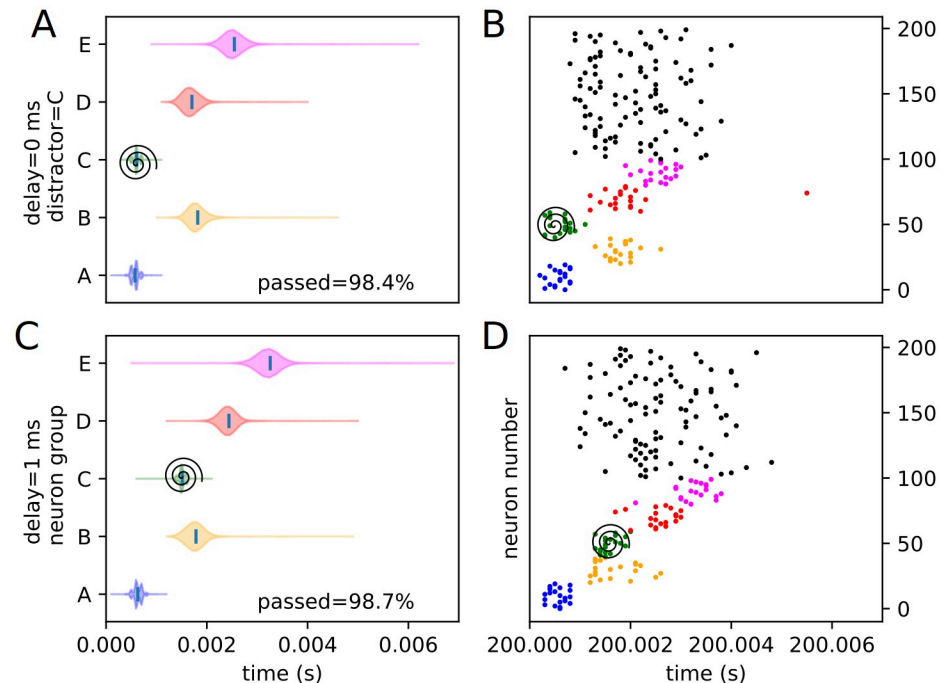 A
B
delay=0 ms
distractor=C
E
D
C
B
A
passed=98.4%
200
150
100
50
0
C
D
delay=1 ms
neuron group
E
D
C
B
A
passed=98.7%
0.000 0.002 0.004 0.006
time (s)
neuron number
200
150
100
50
0
200.000 200.002 200.004 200.006
time (s)